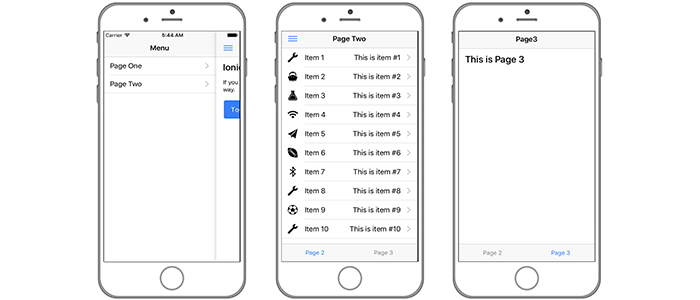 Carrier 5:44 AM
Menu
Page One
Page Two
Ionic
If you
way.
To
Page Two
Item 1 This is item #1
Item 2 This is item #2
Item 3 This is item #3
Item 4 This is item #4
Item 5 This is item #5
Item 6 This is item #6
Item 7 This is item #7
Item 8 This is item #8
Item 9 This is item #9
Item 10 This is item #10
Page 2 Page 3
Page3
This is Page 3
Page 2 Page 3